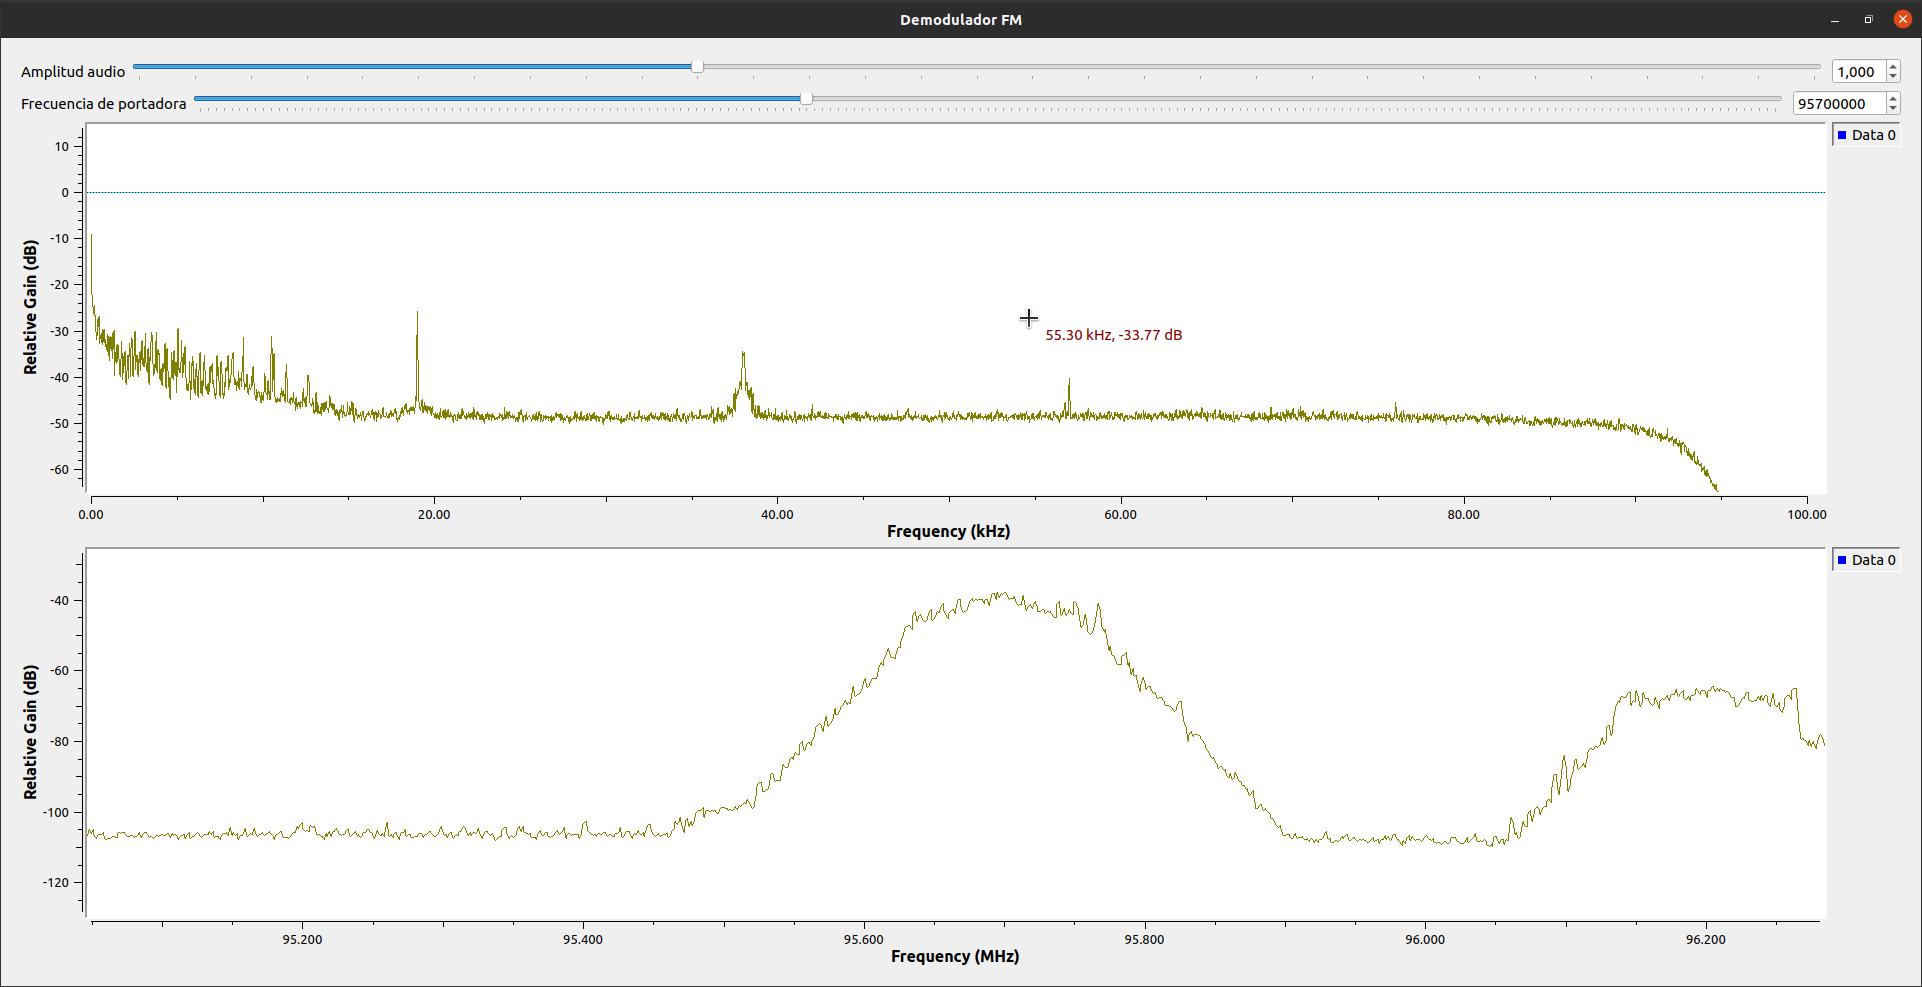 Demodulador FM
Amplitud audio
1,000
Frecuencia de portadora
95700000
Data 0
Relative Gain (dB)
10
0
-10
-20
-30
-40
-50
-60
55.30 kHz, -33.77 dB
0.00 20.00 40.00 60.00 80.00 100.00
Frequency (kHz)
Data 0
Relative Gain (dB)
-40
-60
-80
-100
-120
95.200 95.400 95.600 95.800 96.000 96.200
Frequency (MHz)